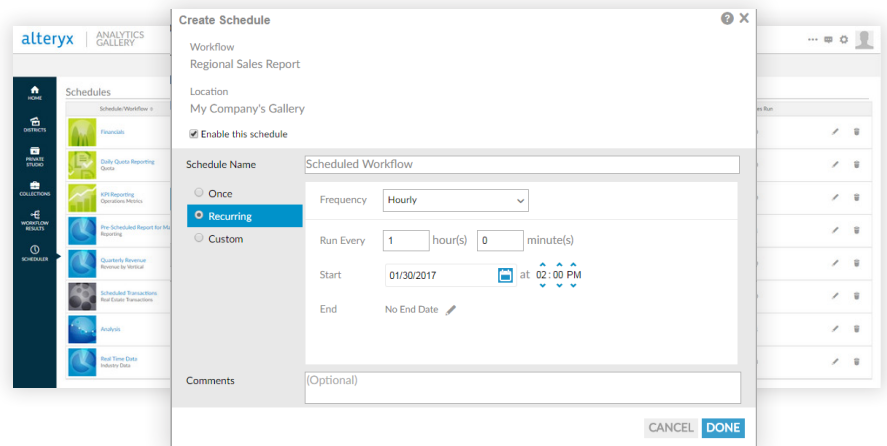 Create Schedule
alteryx
ANALYTICS
GALLERY
Workflow
Regional Sales Report
Location
My Company's Gallery
Enable this schedule
Schedule Name
Scheduled Workflow
Once
Recurring
Custom
Frequency
Hourly
Run Every
1 hour(s) 0 minute(s)
Start
01/30/2017 at 02:00 PM
End
No End Date
Comments
(Optional)
CANCEL DONE
HOME
DISTRICTS
PRIVATE
STUDIO
COLLECTIONS
WORKFLOW
RESULTS
SCHEDULER
Schedules
Schedule/Workflow
Run
Financials
Daily Quota Reporting
Quota
KPI Reporting
Operations Metrics
Pre-Scheduled Report for
Reporting
Quarterly Revenue
Revenue by Vertical
Scheduled Transactions
Real Estate Transactions
Analysis
Real Time Data
Industry Data